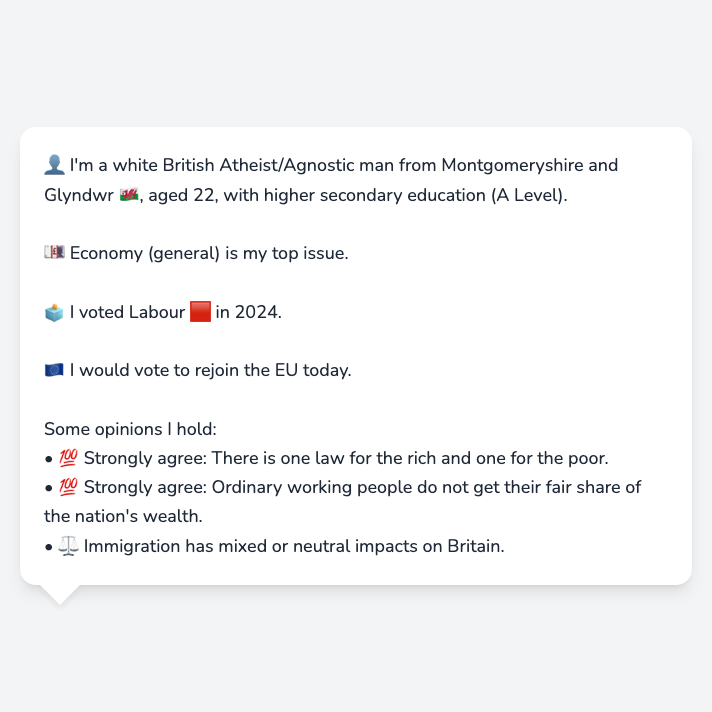 👤 I'm a white British Atheist/Agnostic man from Montgomeryshire and
Glyndwr 🏴󠁧󠁢󠁷󠁬󠁳󠁿, aged 22, with higher secondary education (A Level).
💷 Economy (general) is my top issue.
🗳️ I voted Labour 🟥 in 2024.
🇪🇺 I would vote to rejoin the EU today.
Some opinions I hold:
• 💯 Strongly agree: There is one law for the rich and one for the poor.
• 💯 Strongly agree: Ordinary working people do not get their fair share of
the nation's wealth.
• ⚖️ Immigration has mixed or neutral impacts on Britain.